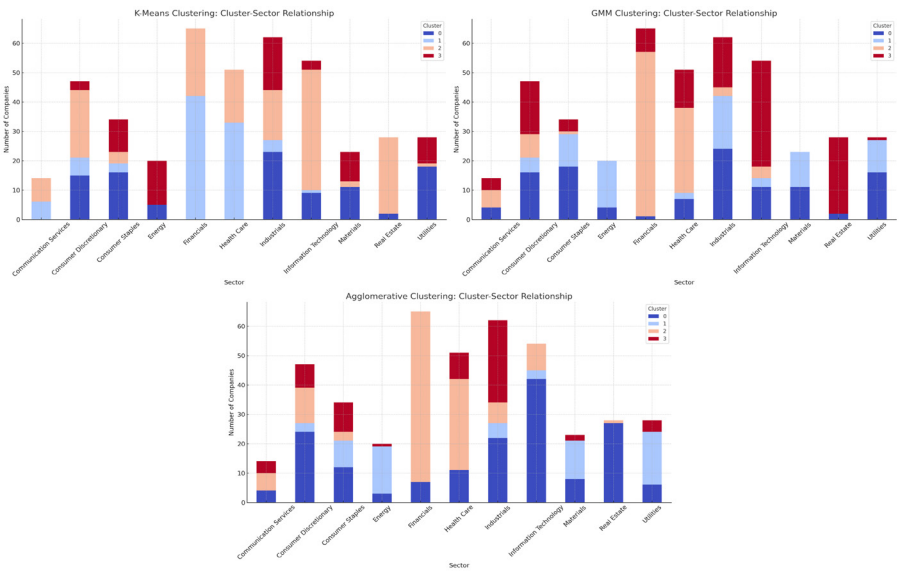 K-Means Clustering: Cluster-Sector Relationship
Number of Companies
60
50
40
30
20
10
0
Cluster
0
1
2
3
Communication Services
Consumer Discretionary
Consumer Staples
Energy
Financials
Health Care
Industrials
Information Technology
Materials
Real Estate
Utilities
Sector
GMM Clustering: Cluster-Sector Relationship
Number of Companies
60
50
40
30
20
10
0
Cluster
0
1
2
3
Communication Services
Consumer Discretionary
Consumer Staples
Energy
Financials
Health Care
Industrials
Information Technology
Materials
Real Estate
Utilities
Sector
Agglomerative Clustering: Cluster-Sector Relationship
Number of Companies
60
50
40
30
20
10
0
Cluster
0
1
2
3
Communication Services
Consumer Discretionary
Consumer Staples
Energy
Financials
Health Care
Industrials
Information Technology
Materials
Real Estate
Utilities
Sector